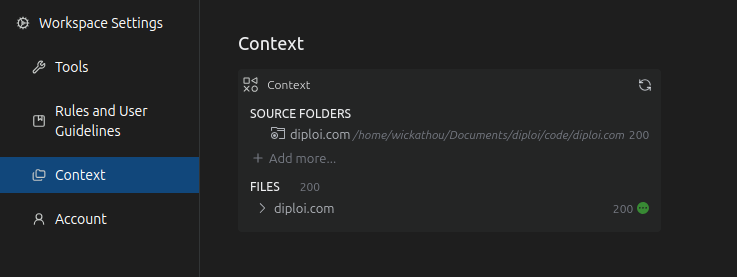 Workspace Settings
Tools
Rules and User
Guidelines
Context
Account
Context
Context
SOURCE FOLDERS
diploi.com /home/wickathou/Documents/diploi/code/diploi.com 200
+ Add more...
FILES 200
diploi.com 200